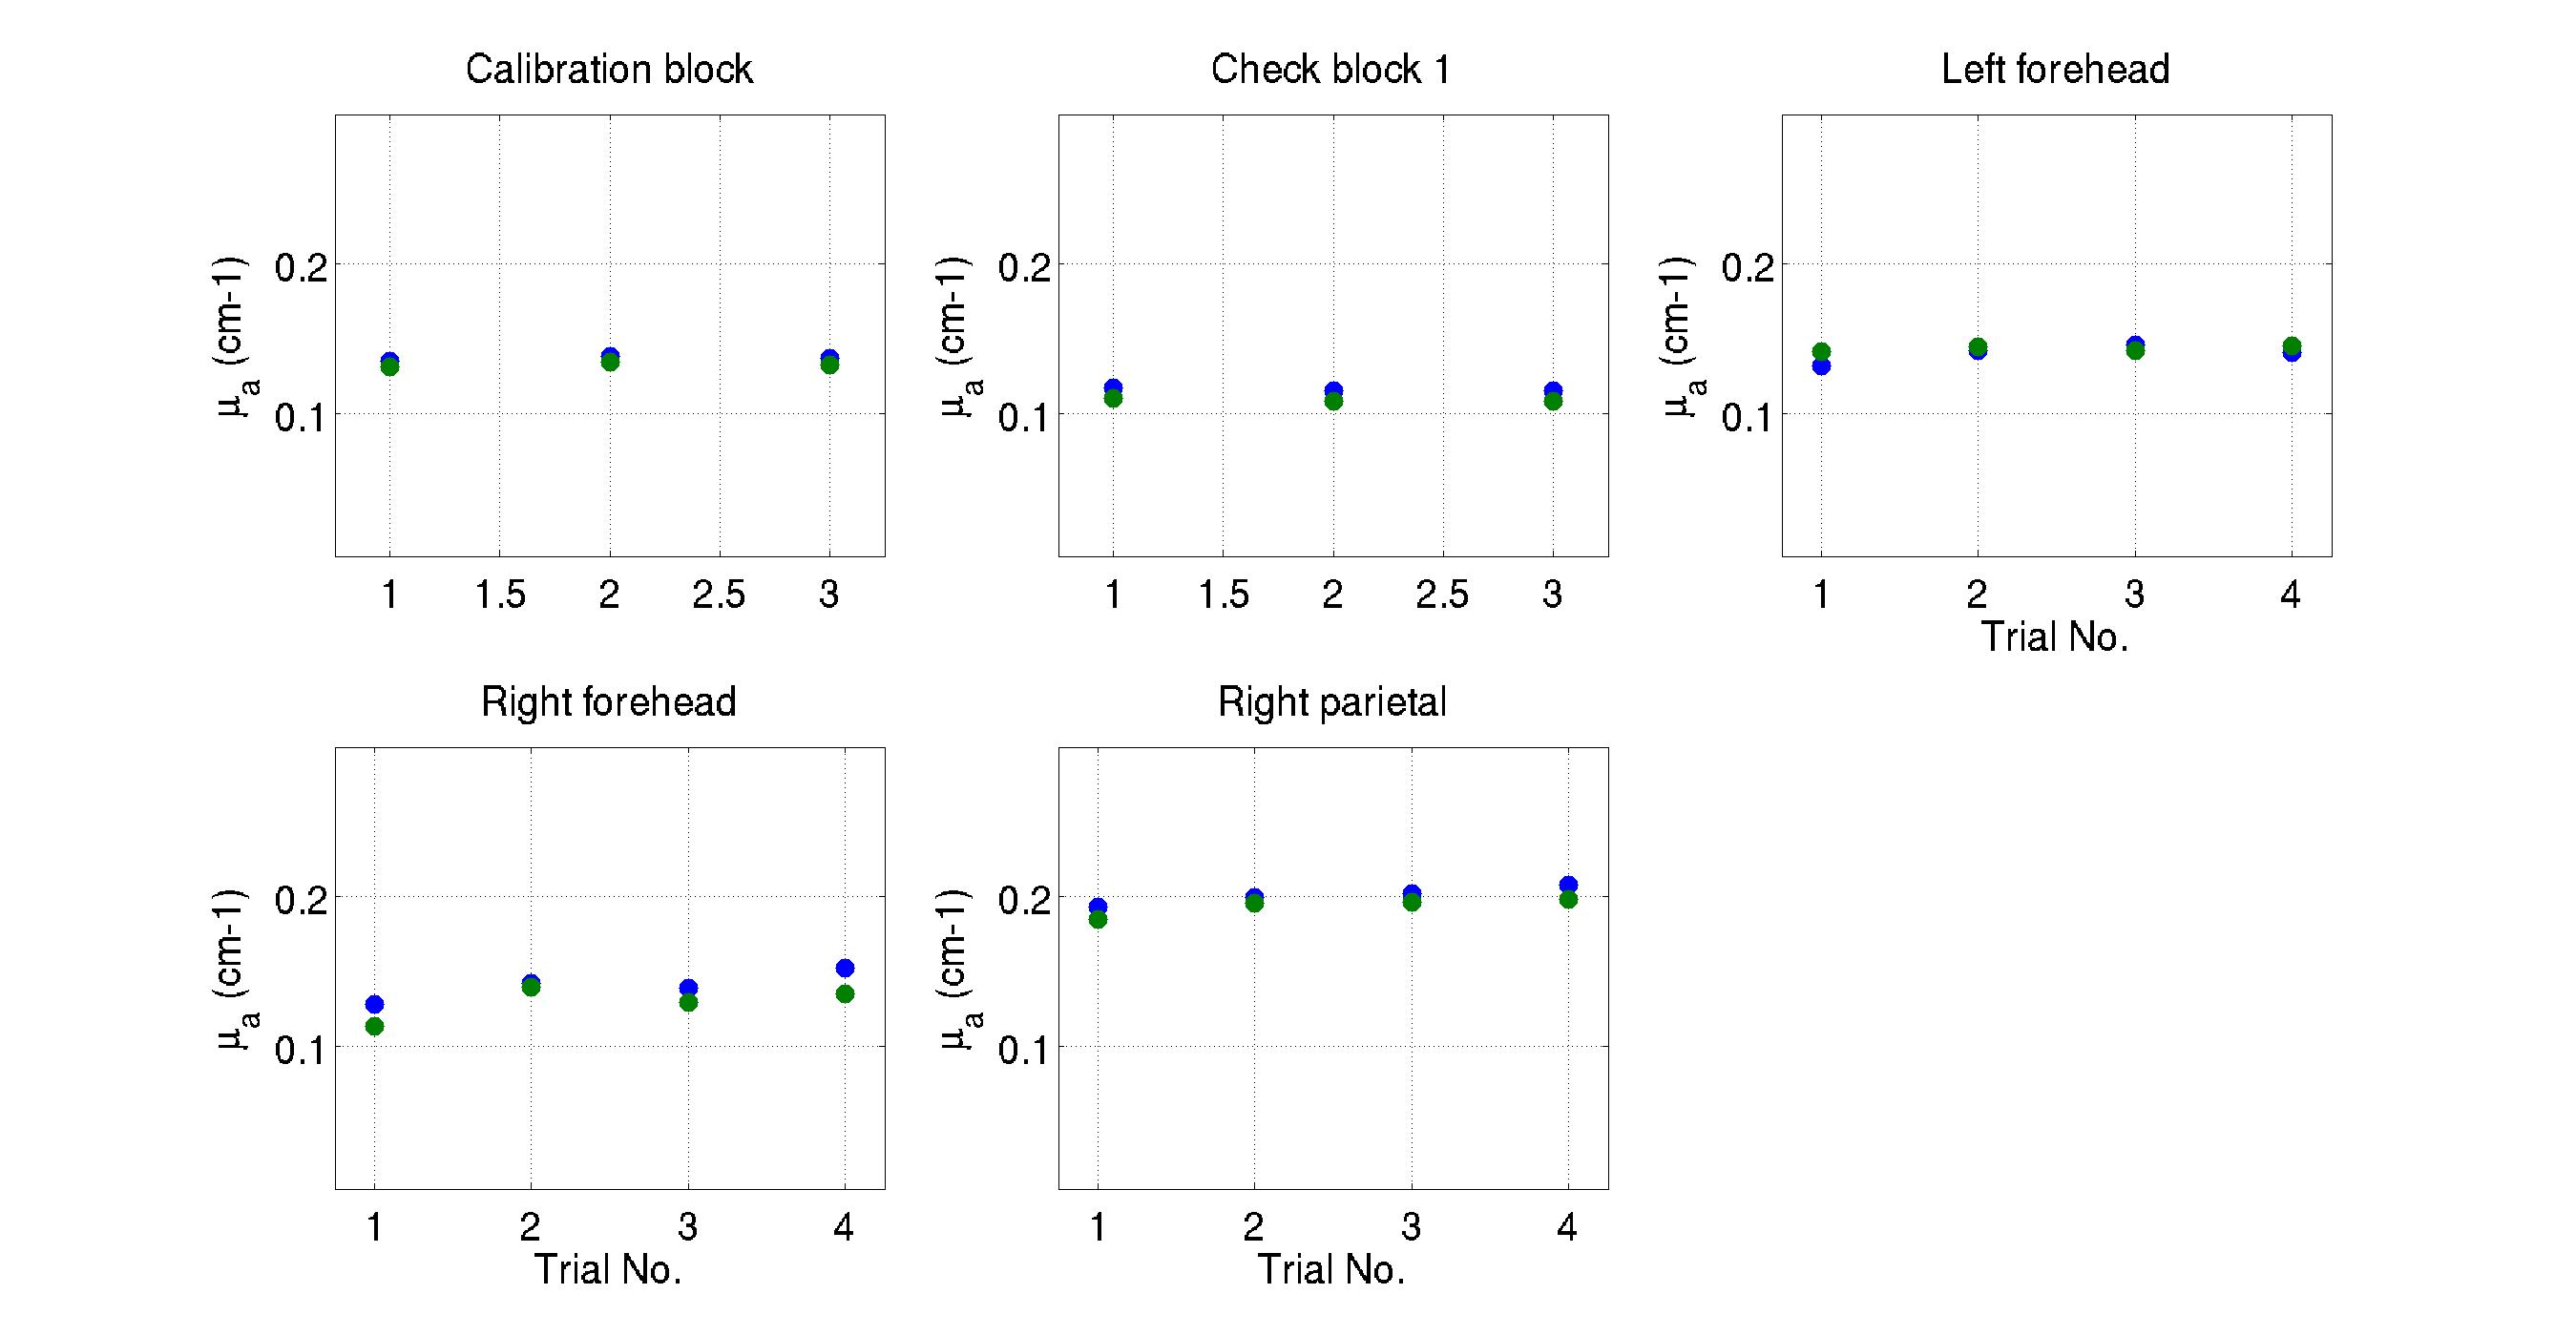 Calibration block
μa (cm-1)
0.2
0.1
1 1.5 2 2.5 3
Check block 1
μa (cm-1)
0.2
0.1
1 1.5 2 2.5 3
Left forehead
μa (cm-1)
0.2
0.1
1 2 3 4
Trial No.
Right forehead
μa (cm-1)
0.2
0.1
1 2 3 4
Trial No.
Right parietal
μa (cm-1)
0.2
0.1
1 2 3 4
Trial No.